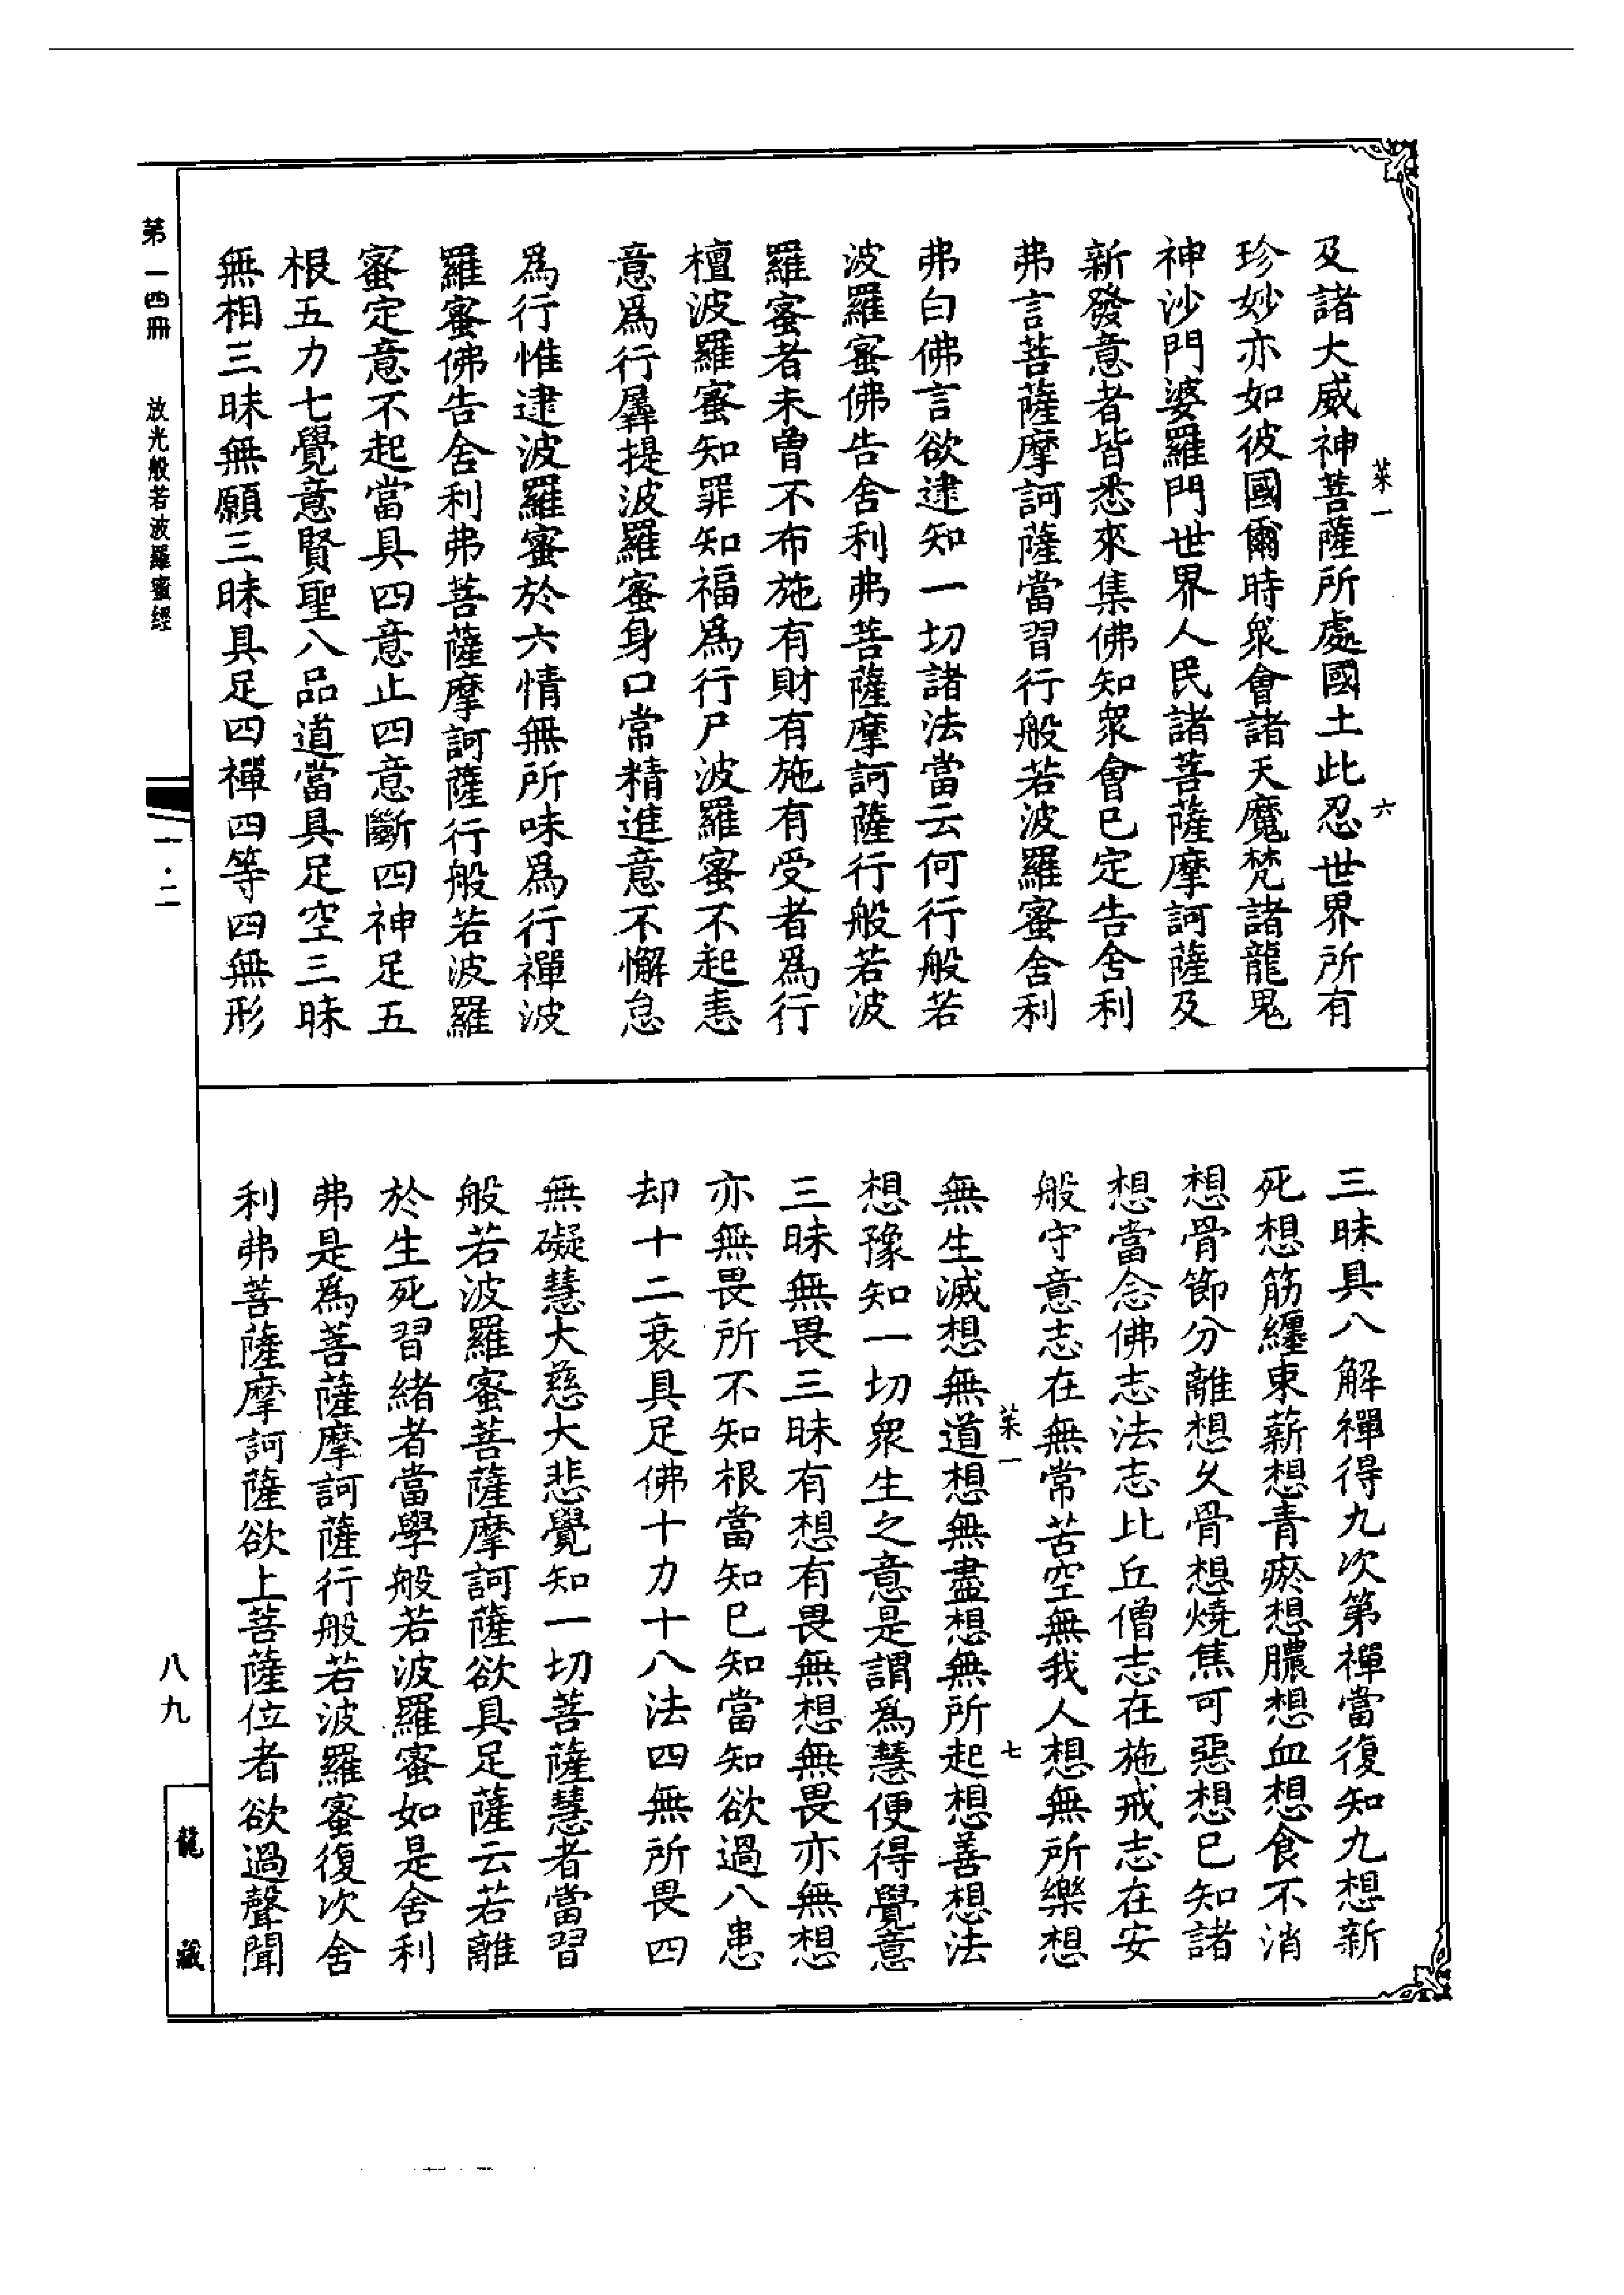 及諸大威神菩薩所處國土此忍世界所有
珍妙亦如彼國爾時衆會諸天魔梵諸龍鬼
神沙門婆羅門世界人民諸菩薩摩訶薩及
新發意者皆悉來集佛知衆會已定告舍利
弗言菩薩摩訶薩當習行般若波羅蜜舍利
弗白佛言欲逮知一切諸法當云何行般若
波羅蜜佛告舍利弗菩薩摩訶薩行般若波
羅蜜者未曾不布施有財有施有受者爲行
檀波羅蜜知罪知福爲行尸波羅蜜不起恚
意爲行羼提波羅蜜身口常精進意不懈怠
爲行惟逮波羅蜜於六情無所味爲行禪波
羅蜜佛告舍利弗菩薩摩訶薩行般若波羅
蜜定意不起當具四意止四意斷四神足五
根五力七覺意賢聖八品道當具足空三昧
無相三昧無願三昧具足四禪四等四無形
三昧具八解禪得九次第禪當復知九想新
死想筋纏束薪想青瘀想膿想血想食不消
想骨節分離想久骨想燒焦可惡想已知諸
想當念佛志法志比丘僧志在施戒志在安
般守意志在無常苦空無我人想無所樂想
無生滅想無道想無盡想無所起想善想法
想豫知一切衆生之意是謂爲慧便得覺意
三昧無畏三昧有想有畏無想無畏亦無想
亦無畏所不知根當知已知當知欲過八患
却十二衰具足佛十力十八法四無所畏四
無礙慧大慈大悲覺知一切菩薩慧者當習
般若波羅蜜菩薩摩訶薩欲具足薩云若離
於生死習緒者當學般若波羅蜜如是舍利
弗是爲菩薩摩訶薩行般若波羅蜜復次舍
利弗菩薩摩訶薩欲上菩薩位者欲過聲聞
菜一
六
菜一
七
第一四冊
放光般若波羅蜜經
一·二
八九
龍藏